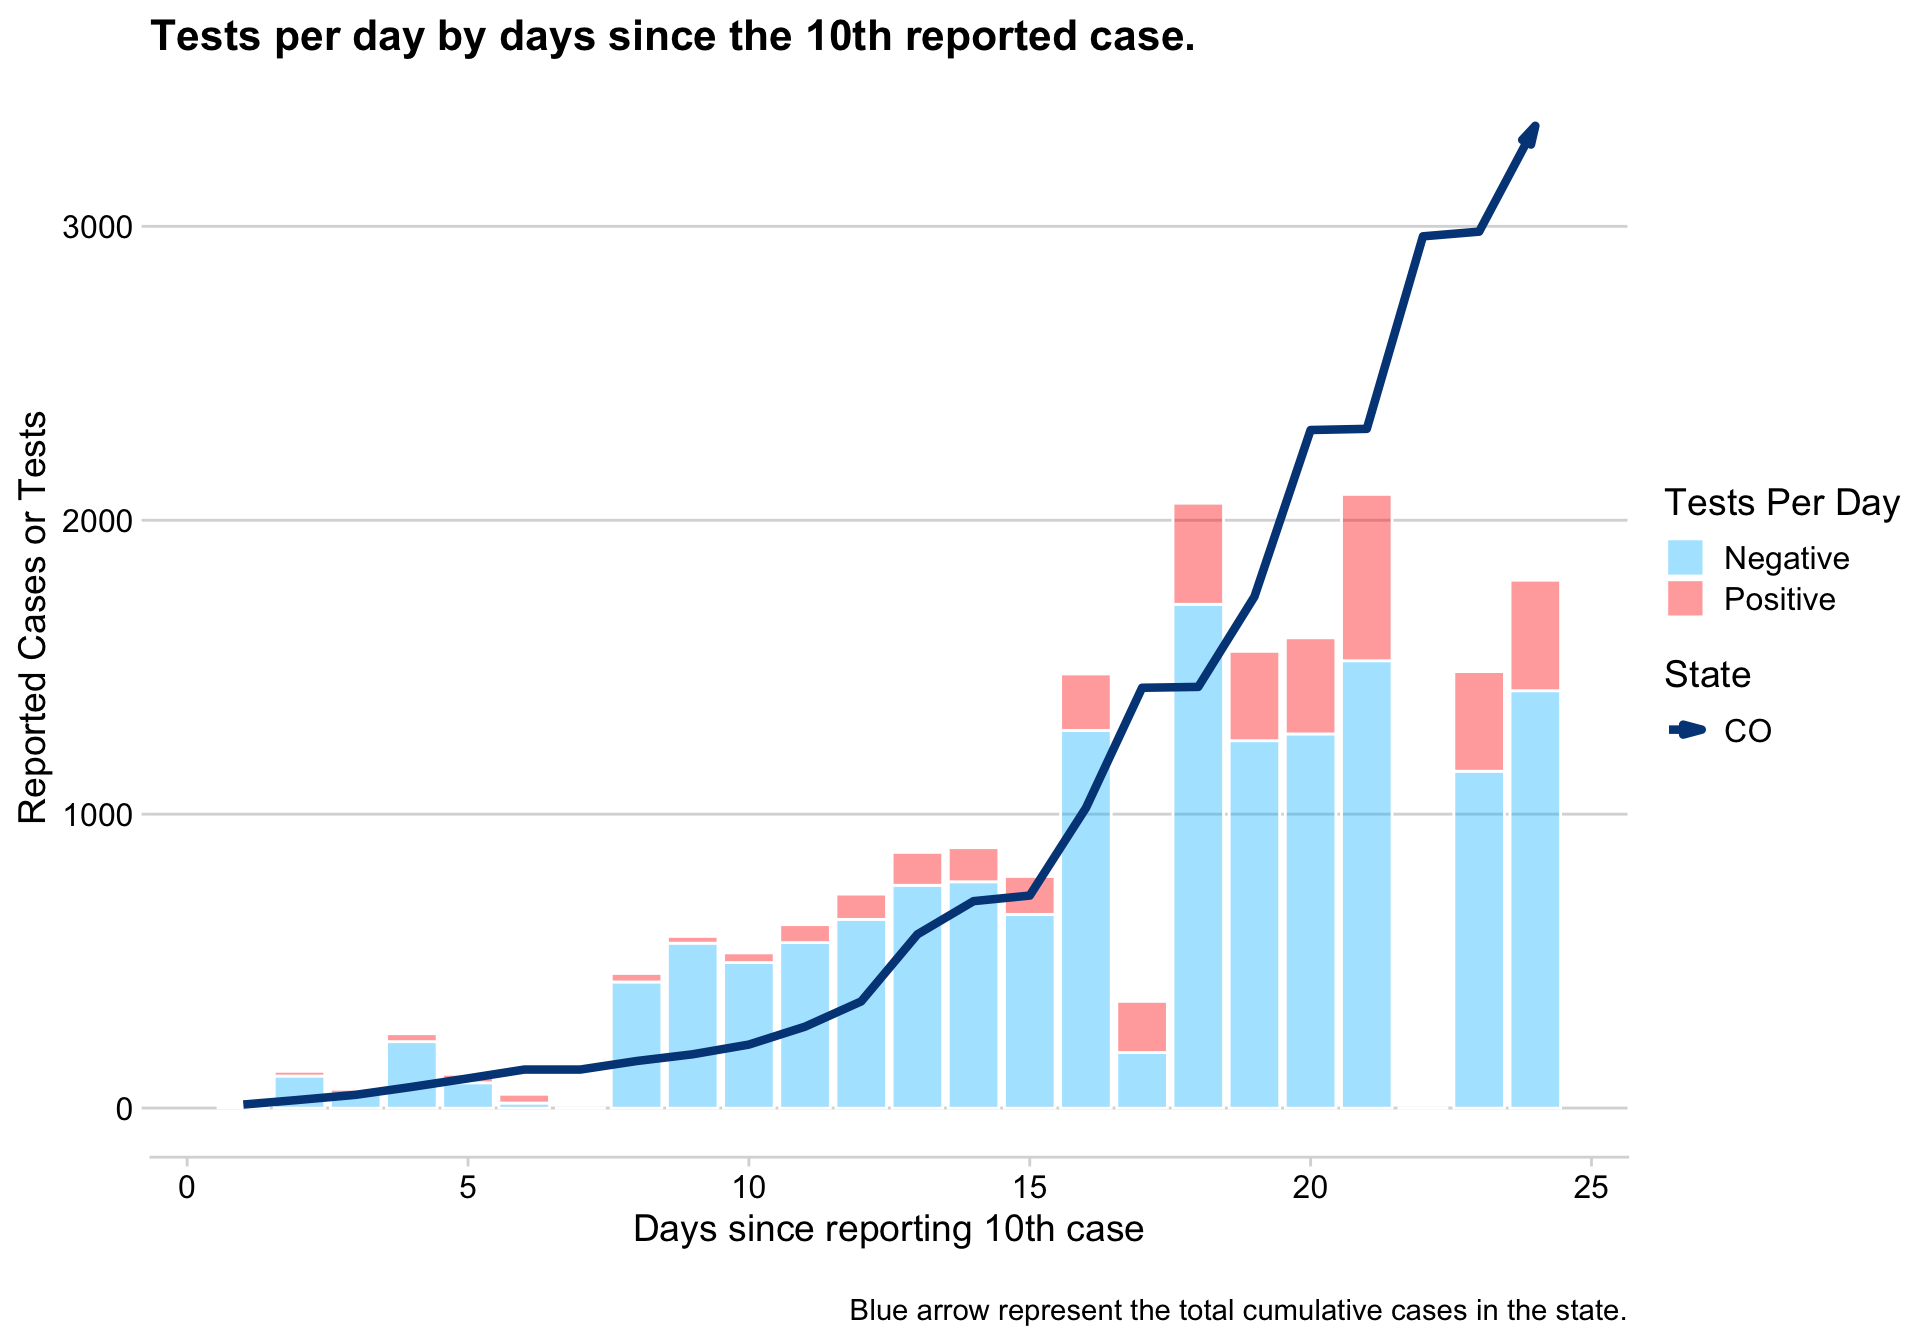 Tests per day by days since the 10th reported case.
Reported Cases or Tests
3000
2000
1000
0
0 5 10 15 20 25
Days since reporting 10th case
Tests Per Day
Negative
Positive
State
CO
Blue arrow represent the total cumulative cases in the state.